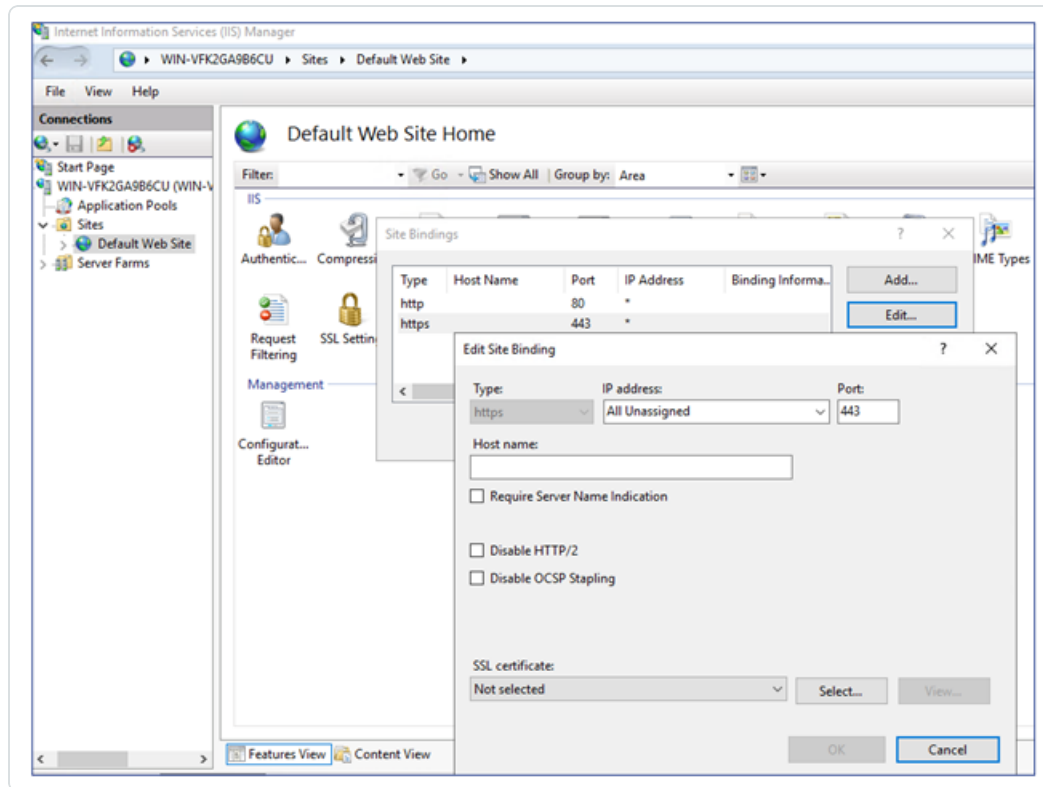 Internet Information Services (IIS) Manager
WIN-VFK2GA9B6CU Sites Default Web Site
File View Help
Connections
Start Page
WIN-VFK2GA9B6CU (WIN-V
Application Pools
Sites
Default Web Site
Server Farms
Default Web Site Home
Filter: Go Show All Group by: Area
IIS
Authentic... Compressi
IME Types
Request
Filtering
SSL Settin
Management
Configurat...
Editor
Site Bindings ?
Type Host Name Port IP Address Binding Informa...
http 80 *
https 443 *
Add...
Edit...
Edit Site Binding ?
Type: IP address: Port:
https All Unassigned 443
Host name:
Require Server Name Indication
Disable HTTP/2
Disable OCSP Stapling
SSL certificate:
Not selected Select... View...
OK Cancel
Features View Content View